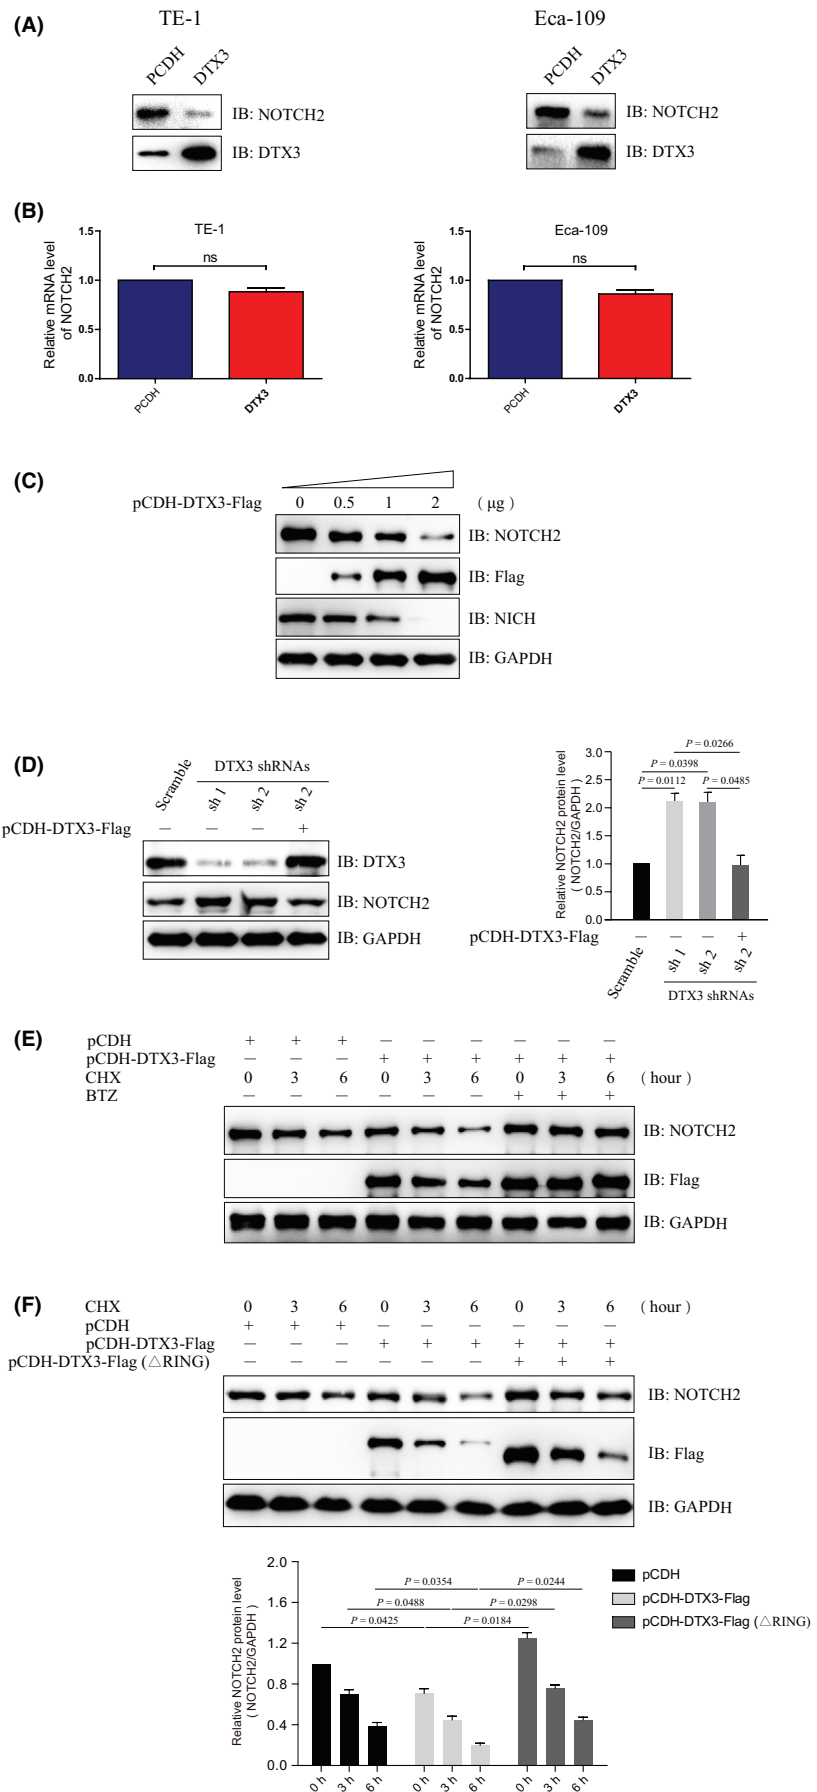 (A)
TE-1
Eca-109
PCDH DTX3
PCDH DTX3
IB: NOTCH2
IB: NOTCH2
IB: DTX3
IB: DTX3
(B)
TE-1
Relative mRNA level
of NOTCH2
1.5
1.0
0.5
0.0
ns
PCDH
DTX3
Eca-109
Relative mRNA level
of NOTCH2
1.5
1.0
0.5
0.0
ns
PCDH
DTX3
(C)
pCDH-DTX3-Flag 0 0.5 1 2 ( μg )
IB: NOTCH2
IB: Flag
IB: NICH
IB: GAPDH
(D)
DTX3 shRNAs
Scramble sh 1 sh 2 sh 2
pCDH-DTX3-Flag — — — +
IB: DTX3
IB: NOTCH2
IB: GAPDH
Relative NOTCH2 protein level
( NOTCH2/GAPDH )
3.0
2.5
2.0
1.5
1.0
0.5
0.0
P = 0.0266
P = 0.0398
P = 0.0112 P = 0.0485
pCDH-DTX3-Flag — — — +
Scramble sh 1 sh 2 sh 2
DTX3 shRNAs
(E)
pCDH + + + — — — — — —
pCDH-DTX3-Flag — — — + + + + + +
CHX 0 3 6 0 3 6 0 3 6 ( hour )
BTZ — — — — — — + + +
IB: NOTCH2
IB: Flag
IB: GAPDH
(F)
CHX 0 3 6 0 3 6 0 3 6 ( hour )
pCDH + + + — — — — — —
pCDH-DTX3-Flag — — — + + + + + +
pCDH-DTX3-Flag (△RING) — — — — — — + + +
IB: NOTCH2
IB: Flag
IB: GAPDH
Relative NOTCH2 protein level
( NOTCH2/GAPDH )
2.0
1.6
1.2
0.8
0.4
0.0
P = 0.0354 P = 0.0244
P = 0.0488 P = 0.0298
P = 0.0425 P = 0.0184
0 h 3 h 6 h 0 h 3 h 6 h 0 h 3 h 6 h
pCDH
pCDH-DTX3-Flag
pCDH-DTX3-Flag (△RING)